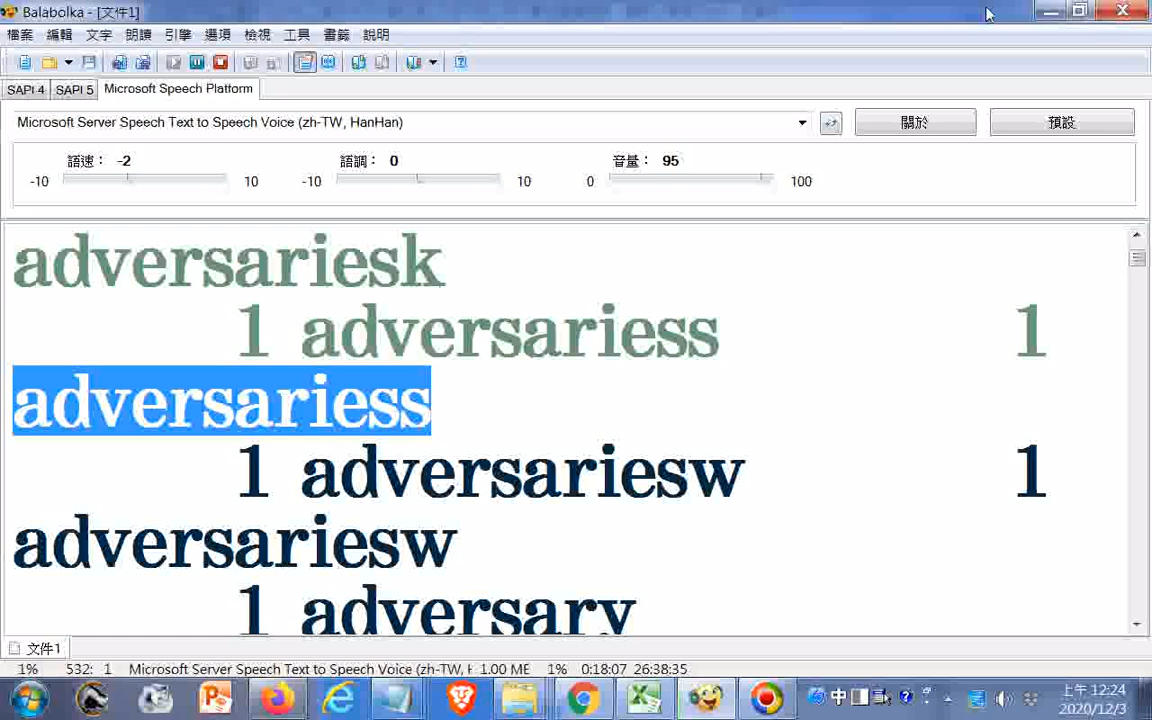 Balabolka - [文件1]
檔案 編輯 文字 朗讀 引擎 選項 檢視 工具 書籤 說明
SAPI 4 SAPI 5 Microsoft Speech Platform
Microsoft Server Speech Text to Speech Voice (zh-TW, HanHan) 關於 預設
語速： -2 語調： 0 音量： 95
-10 10 -10 10 0 100
adversariesk
1 adversariess 1
adversariess
1 adversariesw 1
adversariesw
1 adversary
文件1
1% 532: 1 Microsoft Server Speech Text to Speech Voice (zh-TW, H 1.00 ME 1% 0:18:07 26:38:35
中 上午 12:24
2020/12/3